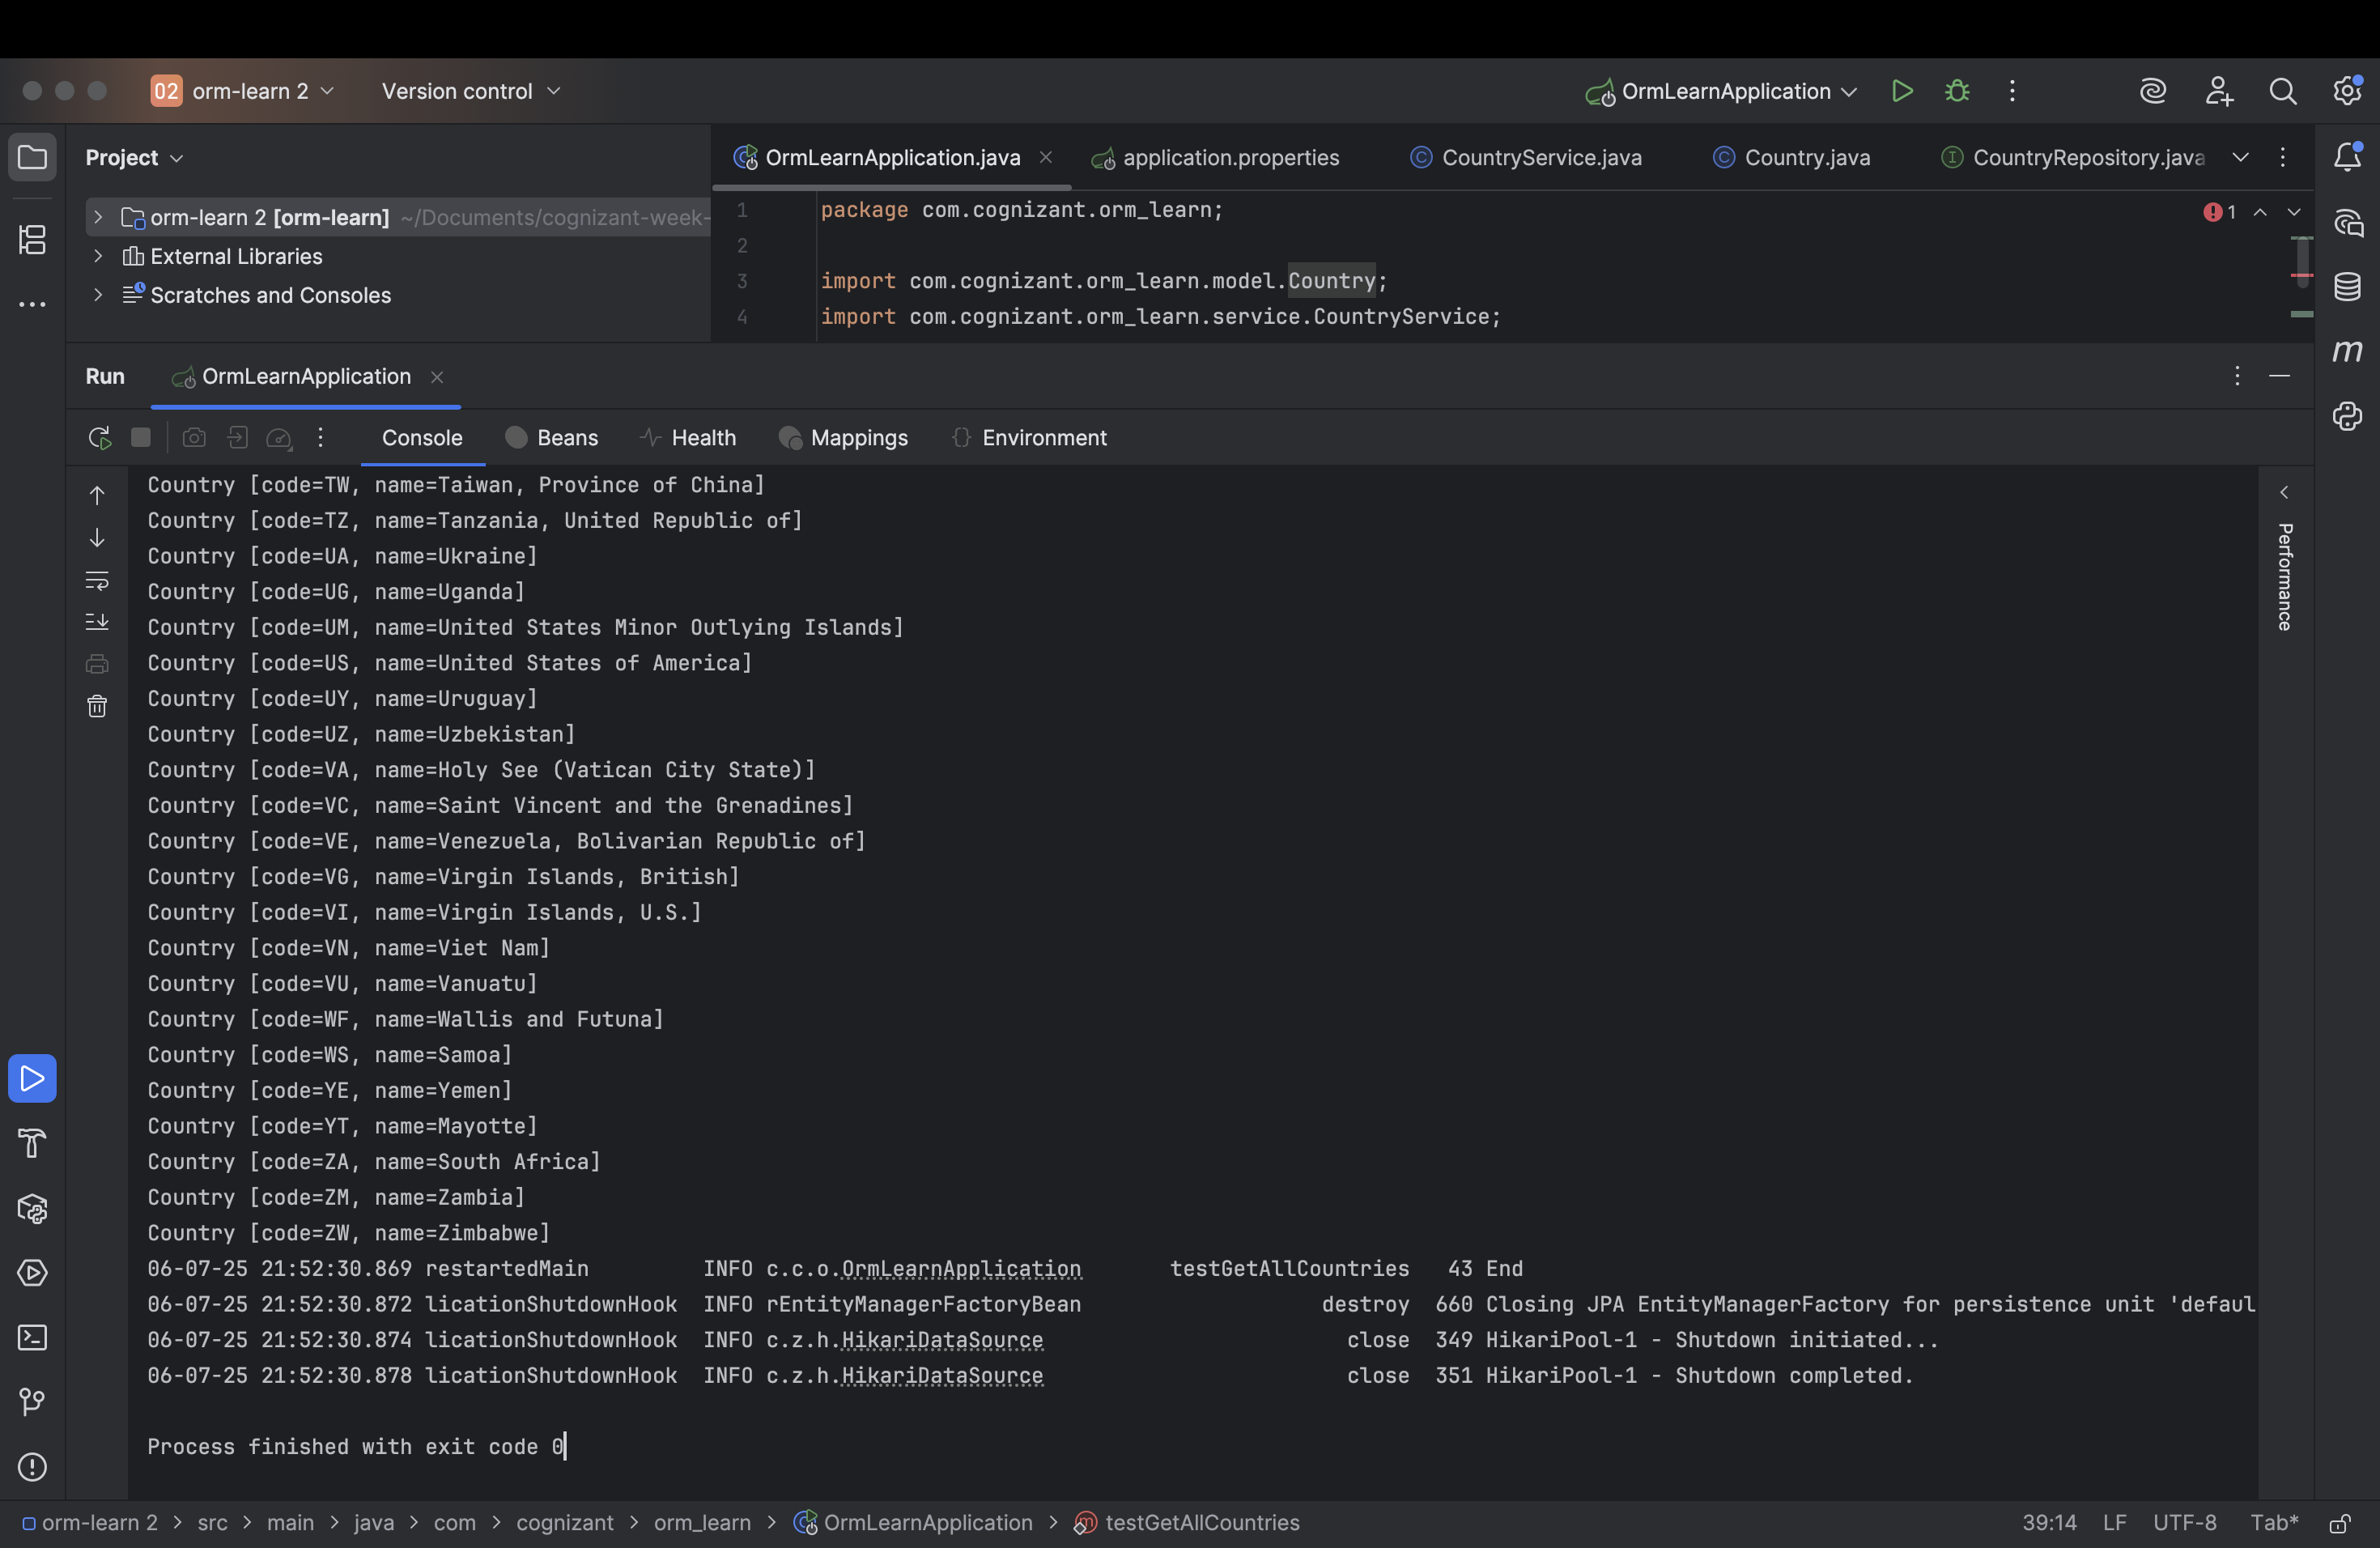 02 orm-learn 2
Version control
OrmLearnApplication
Project
OrmLearnApplication.java
application.properties
CountryService.java
Country.java
CountryRepository.java
orm-learn 2 [orm-learn] ~/Documents/cognizant-week-
External Libraries
Scratches and Consoles
1 package com.cognizant.orm_learn;
2
3 import com.cognizant.orm_learn.model.Country;
4 import com.cognizant.orm_learn.service.CountryService;
1
Run
OrmLearnApplication
Console
Beans
Health
Mappings
Environment
Country [code=TW, name=Taiwan, Province of China]
Country [code=TZ, name=Tanzania, United Republic of]
Country [code=UA, name=Ukraine]
Country [code=UG, name=Uganda]
Country [code=UM, name=United States Minor Outlying Islands]
Country [code=US, name=United States of America]
Country [code=UY, name=Uruguay]
Country [code=UZ, name=Uzbekistan]
Country [code=VA, name=Holy See (Vatican City State)]
Country [code=VC, name=Saint Vincent and the Grenadines]
Country [code=VE, name=Venezuela, Bolivarian Republic of]
Country [code=VG, name=Virgin Islands, British]
Country [code=VI, name=Virgin Islands, U.S.]
Country [code=VN, name=Viet Nam]
Country [code=VU, name=Vanuatu]
Country [code=WF, name=Wallis and Futuna]
Country [code=WS, name=Samoa]
Country [code=YE, name=Yemen]
Country [code=YT, name=Mayotte]
Country [code=ZA, name=South Africa]
Country [code=ZM, name=Zambia]
Country [code=ZW, name=Zimbabwe]
06-07-25 21:52:30.869 restartedMain INFO c.c.o.OrmLearnApplication testGetAllCountries 43 End
06-07-25 21:52:30.872 licationShutdownHook INFO rEntityManagerFactoryBean destroy 660 Closing JPA EntityManagerFactory for persistence unit 'defaul
06-07-25 21:52:30.874 licationShutdownHook INFO c.z.h.HikariDataSource close 349 HikariPool-1 - Shutdown initiated...
06-07-25 21:52:30.878 licationShutdownHook INFO c.z.h.HikariDataSource close 351 HikariPool-1 - Shutdown completed.
Process finished with exit code 0
Performance
m
orm-learn 2 > src > main > java > com > cognizant > orm_learn > OrmLearnApplication > testGetAllCountries
39:14 LF UTF-8 Tab*